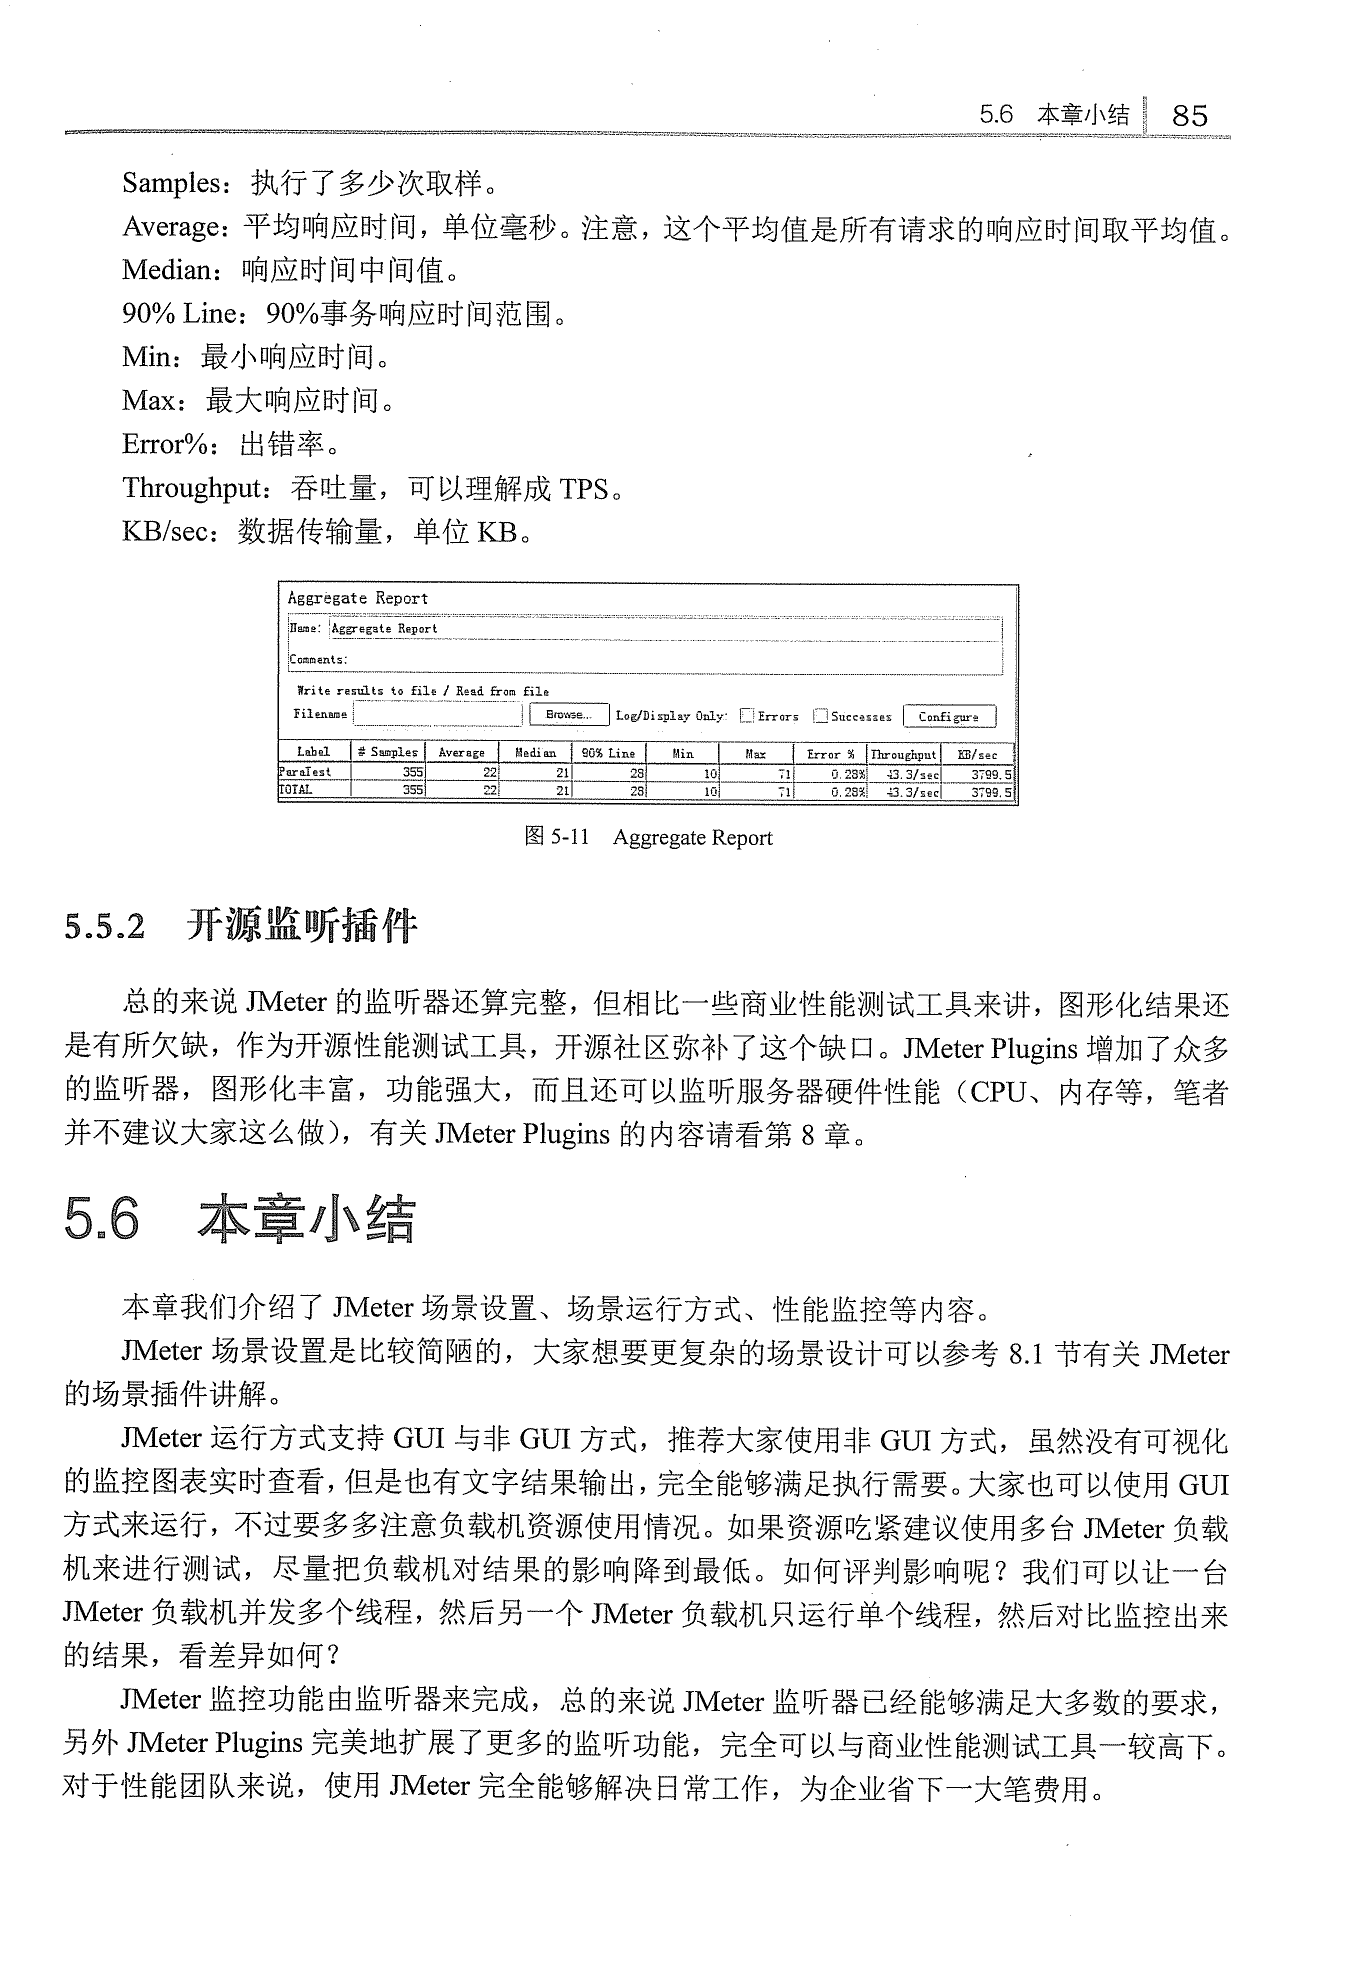 5.6 本章小结 85
Samples：执行了多少次取样。
Average：平均响应时间，单位毫秒。注意，这个平均值是所有请求的响应时间取平均值。
Median：响应时间中间值。
90% Line：90%事务响应时间范围。
Min：最小响应时间。
Max：最大响应时间。
Error%：出错率。
Throughput：吞吐量，可以理解成 TPS。
KB/sec：数据传输量，单位 KB。
Aggregate Report
Name: Aggregate Report
Comments:
Write results to file / Read from file
Filename Browse... Log/Display Only: Errors Successes Configure
Label # Samples Average Median 90% Line Min Max Error % Throughput KB/sec
ParaTest 355 22 21 28 10 71 0.28% 43.3/sec 3799.5
TOTAL 355 22 21 28 10 71 0.28% 43.3/sec 3799.5
图 5-11 Aggregate Report
5.5.2 开源监听插件
总的来说 JMeter 的监听器还算完整，但相比一些商业性能测试工具来讲，图形化结果还
是有所欠缺，作为开源性能测试工具，开源社区弥补了这个缺口。JMeter Plugins 增加了众多
的监听器，图形化丰富，功能强大，而且还可以监听服务器硬件性能（CPU、内存等，笔者
并不建议大家这么做），有关 JMeter Plugins 的内容请看第 8 章。
5.6 本章小结
本章我们介绍了 JMeter 场景设置、场景运行方式、性能监控等内容。
JMeter 场景设置是比较简陋的，大家想要更复杂的场景设计可以参考 8.1 节有关 JMeter
的场景插件讲解。
JMeter 运行方式支持 GUI 与非 GUI 方式，推荐大家使用非 GUI 方式，虽然没有可视化
的监控图表实时查看，但是也有文字结果输出，完全能够满足执行需要。大家也可以使用 GUI
方式来运行，不过要多多注意负载机资源使用情况。如果资源吃紧建议使用多台 JMeter 负载
机来进行测试，尽量把负载机对结果的影响降到最低。如何评判影响呢？我们可以让一台
JMeter 负载机并发多个线程，然后另一个 JMeter 负载机只运行单个线程，然后对比监控出来
的结果，看差异如何？
JMeter 监控功能由监听器来完成，总的来说 JMeter 监听器已经能够满足大多数的要求，
另外 JMeter Plugins 完美地扩展了更多的监听功能，完全可以与商业性能测试工具一较高下。
对于性能团队来说，使用 JMeter 完全能够解决日常工作，为企业省下一大笔费用。